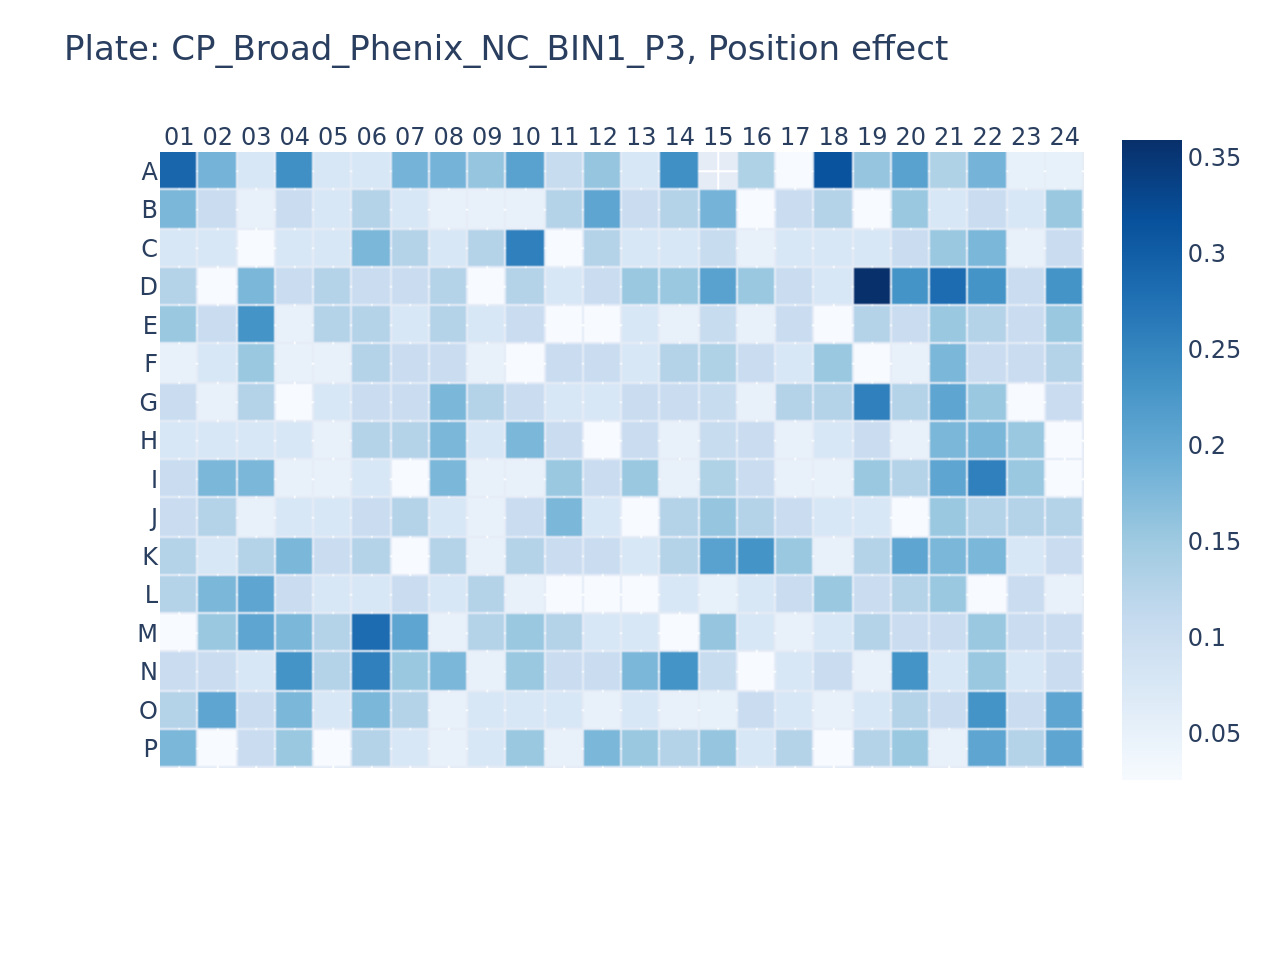 Plate: CP_Broad_Phenix_NC_BIN1_P3, Position effect
01 02 03 04 05 06 07 08 09 10 11 12 13 14 15 16 17 18 19 20 21 22 23 24
A
B
C
D
E
F
G
H
I
J
K
L
M
N
O
P
0.35
0.3
0.25
0.2
0.15
0.1
0.05